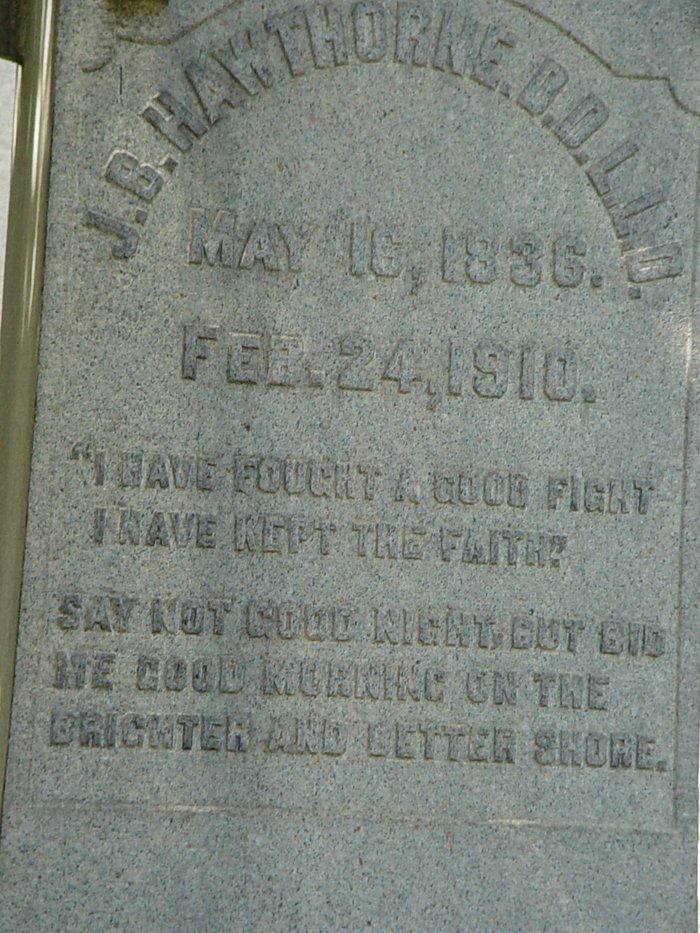 J.B. HAWTHORNE. D.D. L.L.D.
MAY 16, 1836.
FEB. 24, 1910.
"I HAVE FOUGHT A GOOD FIGHT
I HAVE KEPT THE FAITH."
SAY NOT GOOD NIGHT, BUT BID
ME GOOD MORNING ON THE
BRIGHTER AND BETTER SHORE.